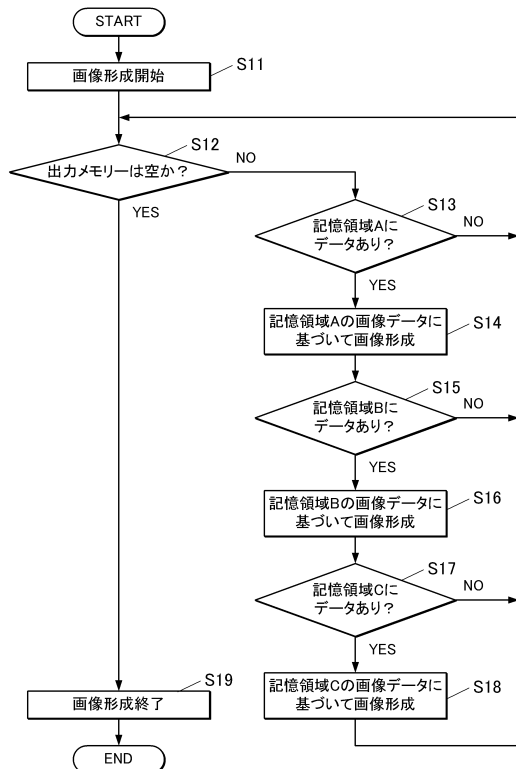 START
画像形成開始
S11
出力メモリーは空か？
S12
NO
YES
記憶領域Aに
データあり？
S13
NO
YES
記憶領域Aの画像データに
基づいて画像形成
S14
記憶領域Bに
データあり？
S15
NO
YES
記憶領域Bの画像データに
基づいて画像形成
S16
記憶領域Cに
データあり？
S17
NO
YES
記憶領域Cの画像データに
基づいて画像形成
S18
画像形成終了
S19
END